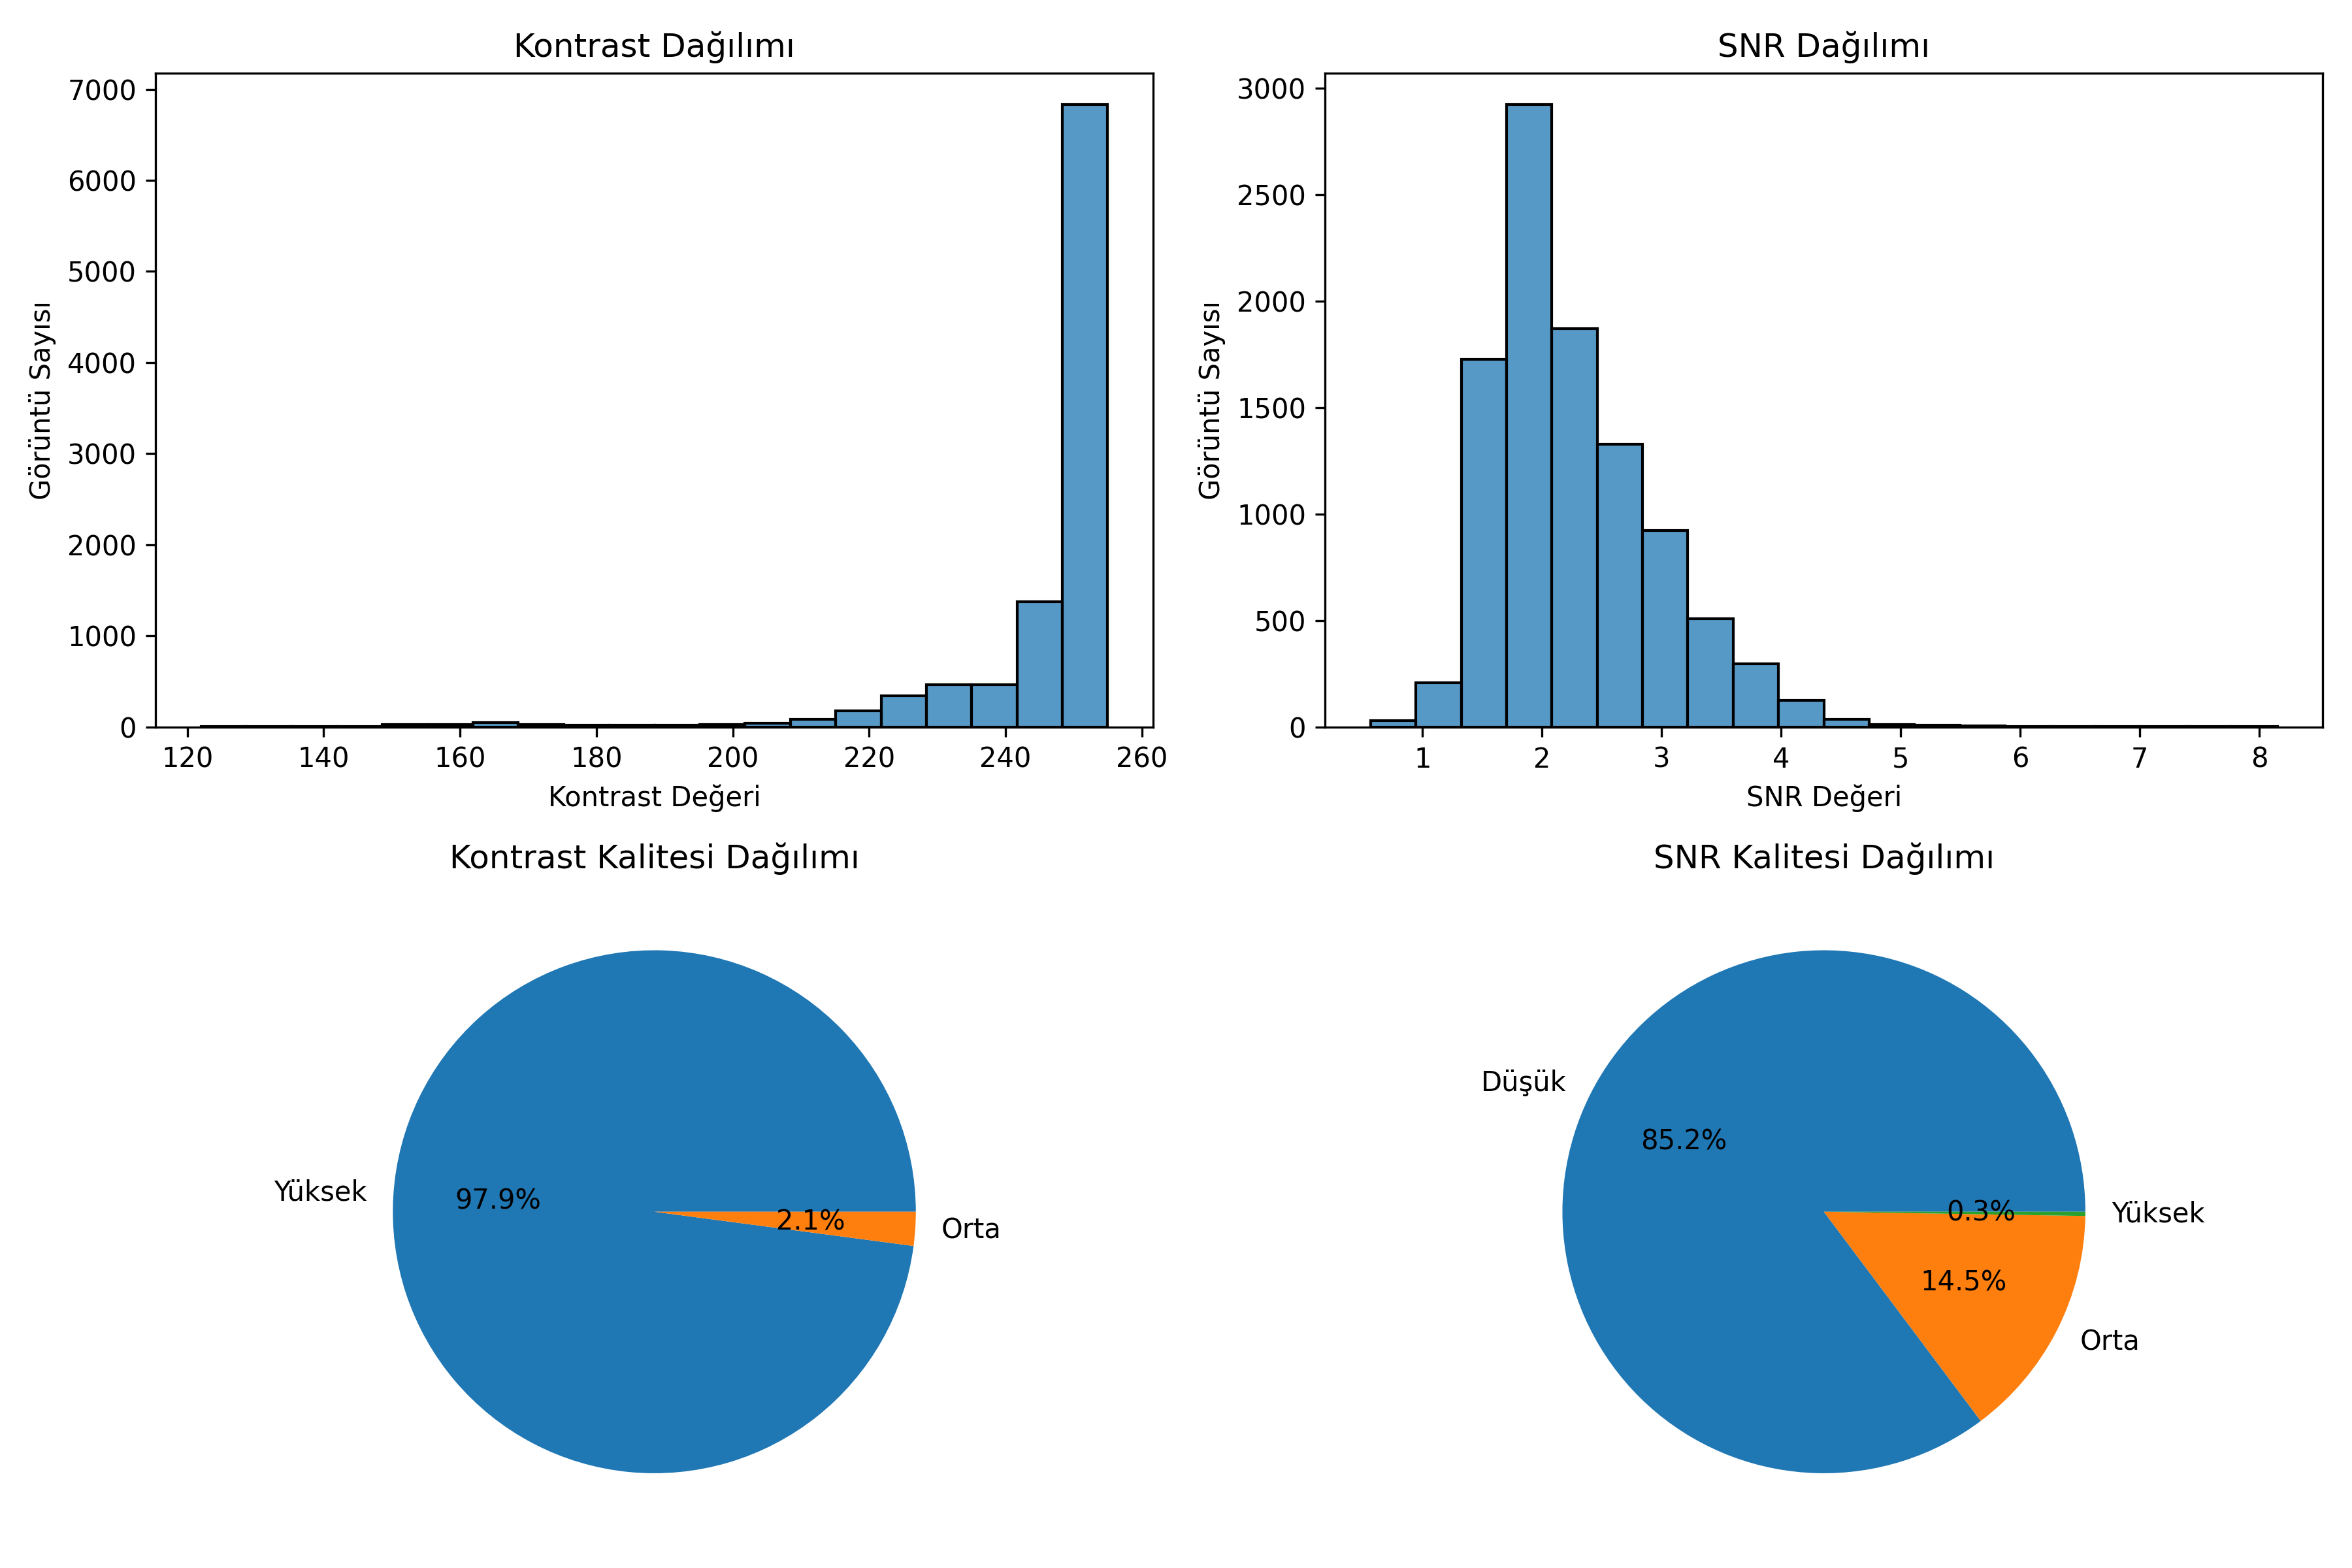 Kontrast Dağılımı
7000
6000
5000
4000
3000
2000
1000
0
Görüntü Sayısı
120 140 160 180 200 220 240 260
Kontrast Değeri
SNR Dağılımı
3000
2500
2000
1500
1000
500
0
Görüntü Sayısı
1 2 3 4 5 6 7 8
SNR Değeri
Kontrast Kalitesi Dağılımı
Yüksek
97.9%
2.1%
Orta
SNR Kalitesi Dağılımı
Düşük
85.2%
0.3%
Yüksek
14.5%
Orta